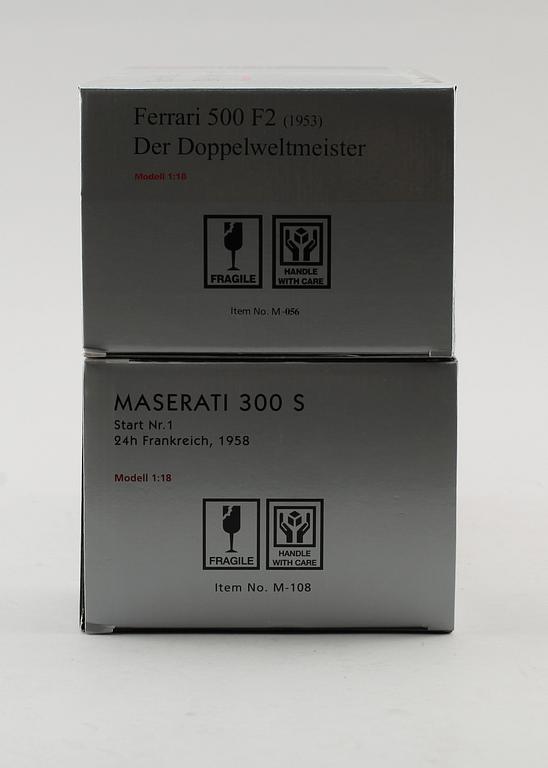 Ferrari 500 F2 (1953)
Der Doppelweltmeister
Modell 1:18
FRAGILE
HANDLE
WITH CARE
Item No. M-056
MASERATI 300 S
Start Nr.1
24h Frankreich, 1958
Modell 1:18
FRAGILE
HANDLE
WITH CARE
Item No. M-108